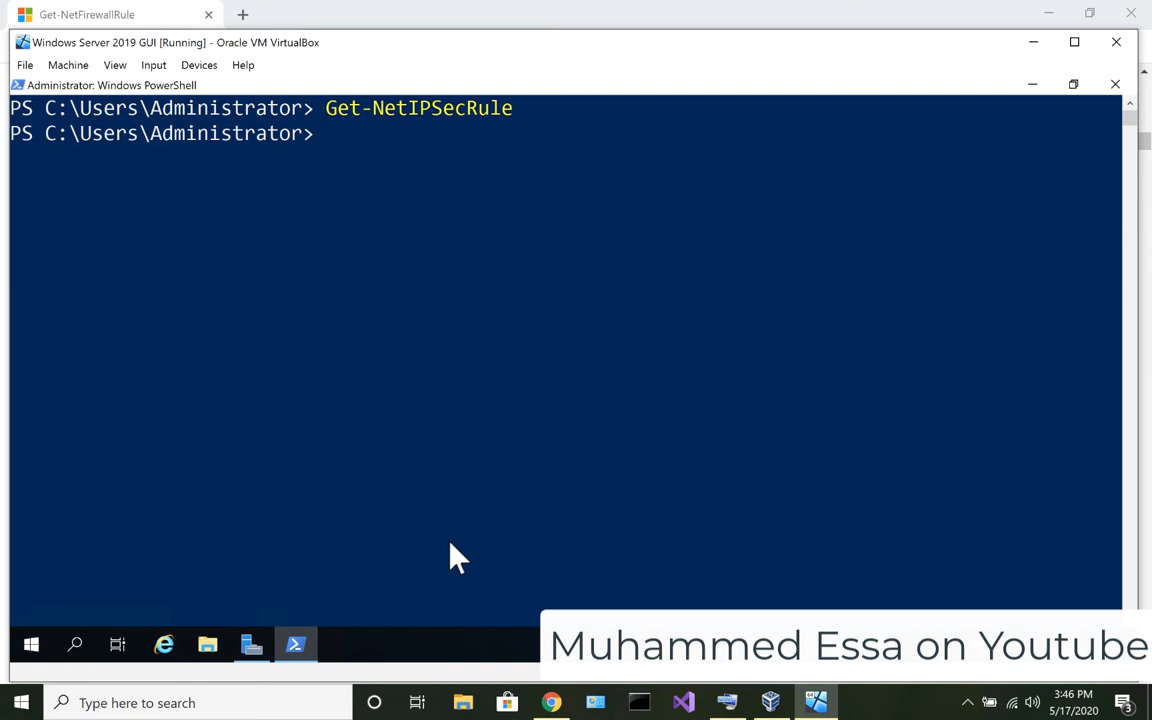 Get-NetFirewallRule
Windows Server 2019 GUI [Running] - Oracle VM VirtualBox
File Machine View Input Devices Help
Administrator: Windows PowerShell
PS C:\Users\Administrator> Get-NetIPSecRule
PS C:\Users\Administrator>
Muhammed Essa on Youtube
Type here to search
3:46 PM
5/17/2020
3